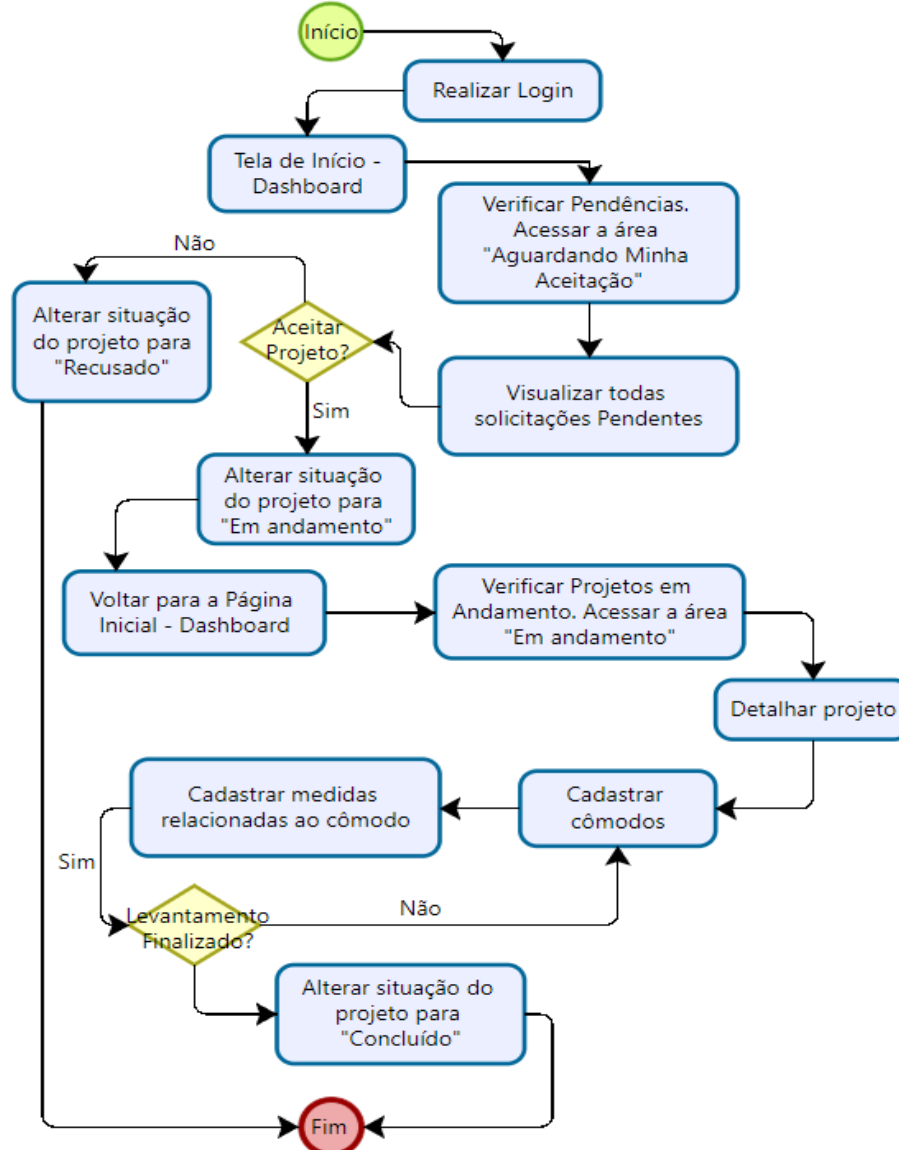 Início
Realizar Login
Tela de Início -
Dashboard
Verificar Pendências.
Acessar a área
"Aguardando Minha
Aceitação"
Visualizar todas
solicitações Pendentes
Aceitar
Projeto?
Não
Alterar situação
do projeto para
"Recusado"
Sim
Alterar situação
do projeto para
"Em andamento"
Voltar para a Página
Inicial - Dashboard
Verificar Projetos em
Andamento. Acessar a área
"Em andamento"
Detalhar projeto
Cadastrar
cômodos
Cadastrar medidas
relacionadas ao cômodo
Sim
Levantamento
Finalizado?
Não
Alterar situação do
projeto para
"Concluído"
Fim